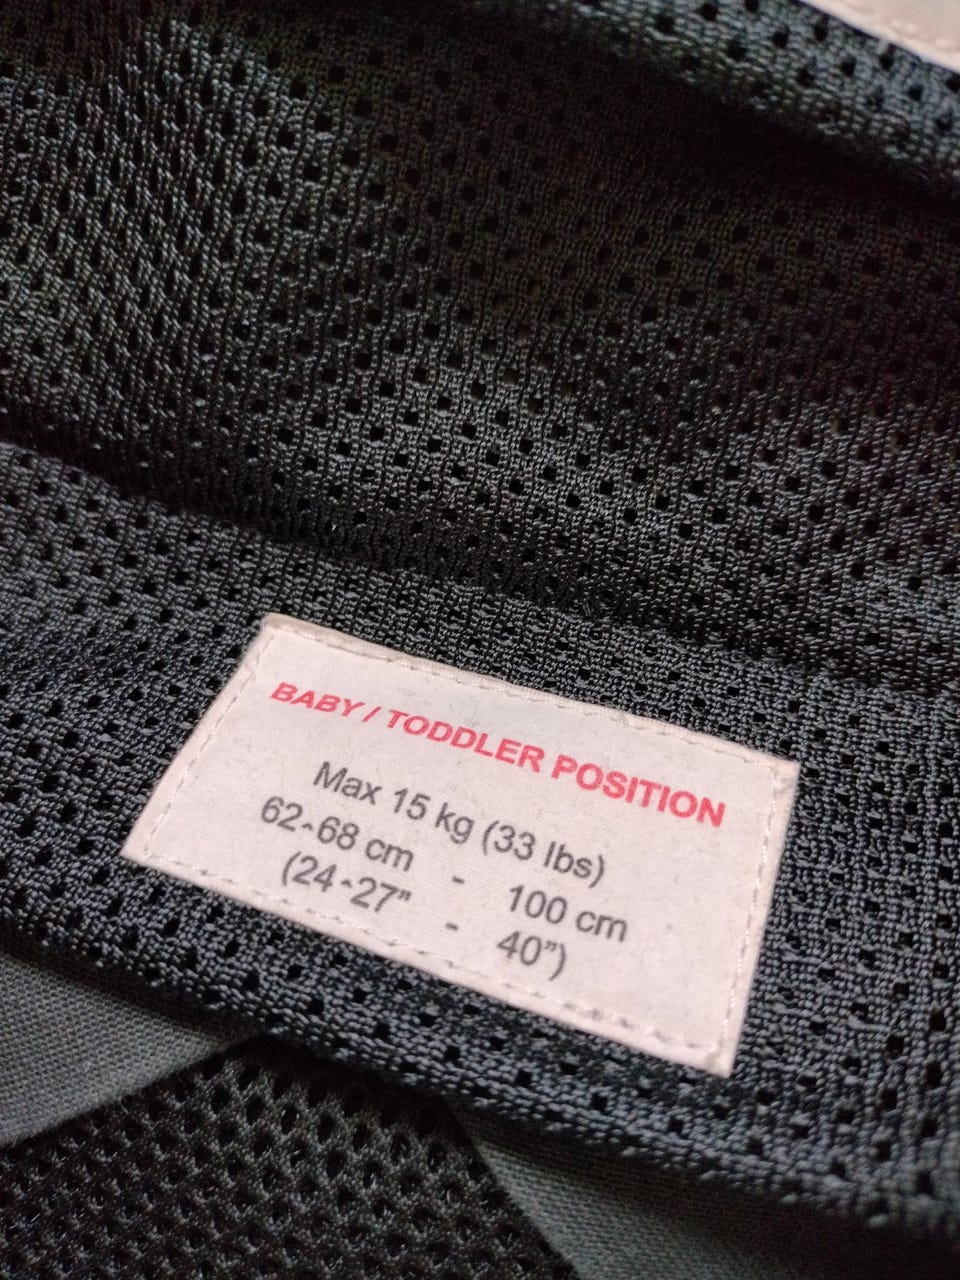 BABY / TODDLER POSITION
Max 15 kg (33 lbs)
62-68 cm - 100 cm
(24-27” - 40”)